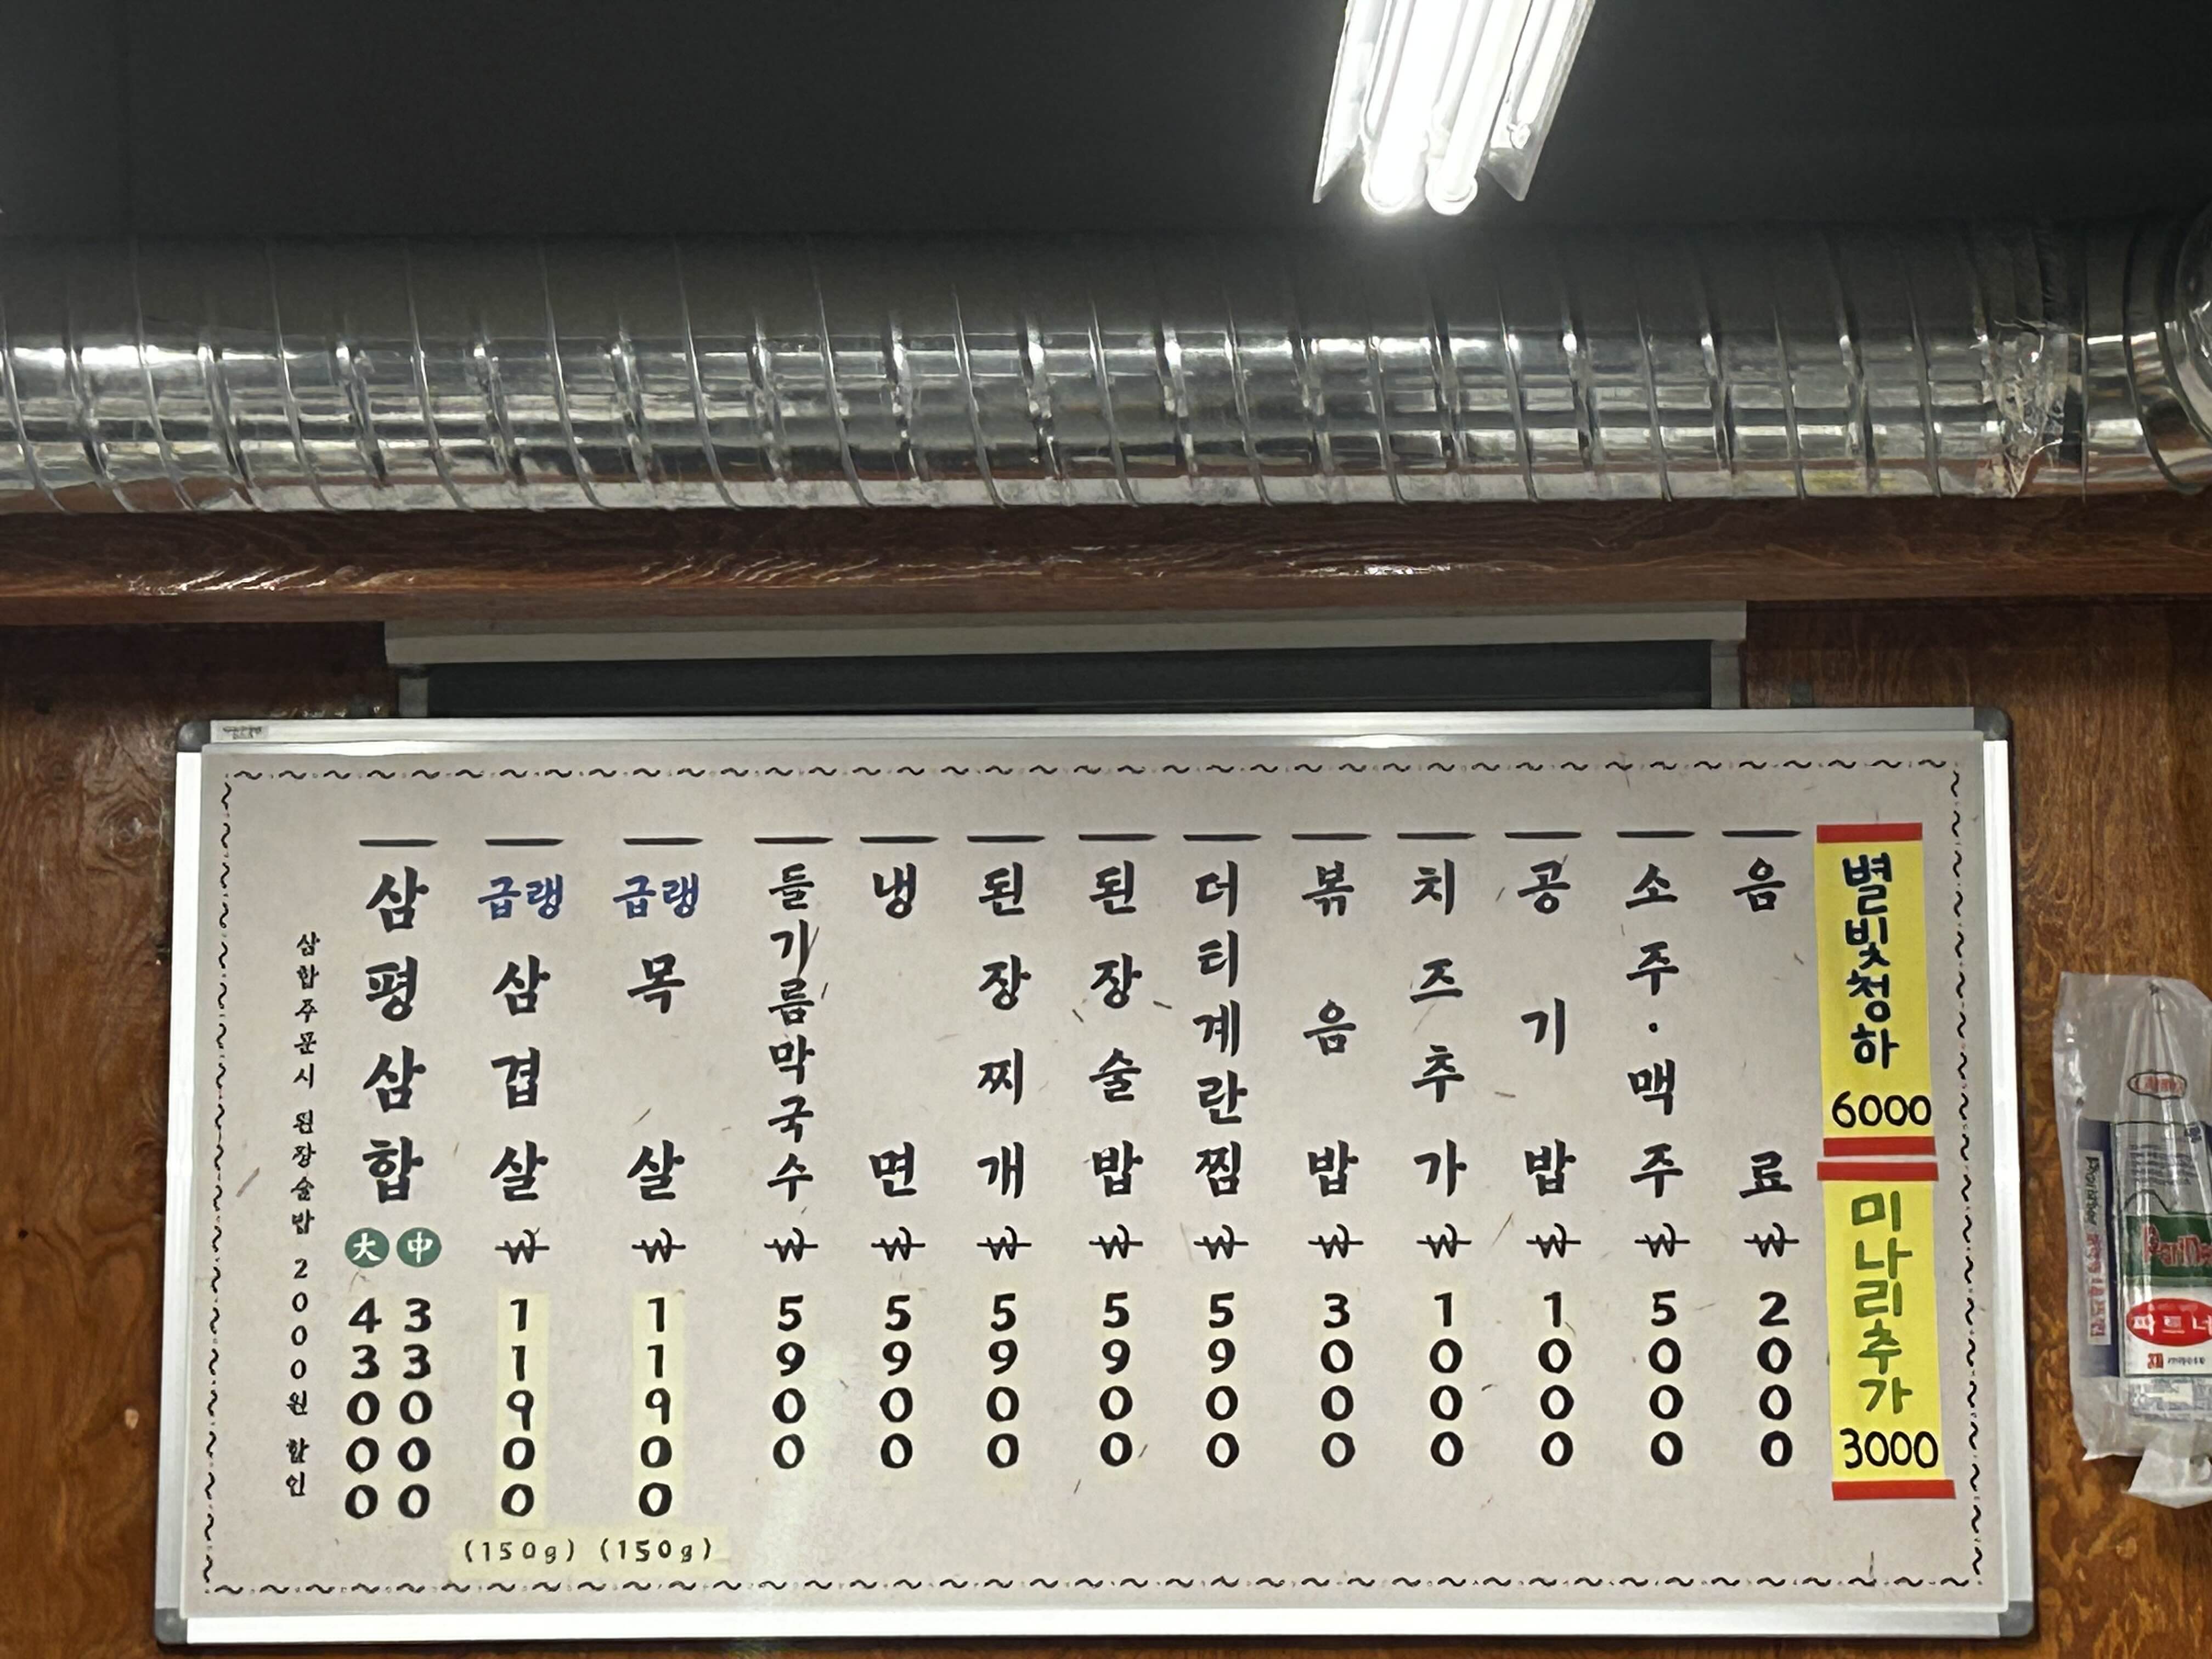 삼합주문시 된장술밥 2000원 할인
삼평삼합 大 43000 中 33000
급랭 삼겹살 ₩11900 (150g)
급랭 목살 ₩11900 (150g)
들기름막국수 ₩5900
냉면 ₩5900
된장찌개 ₩5900
된장술밥 ₩5900
더티계란찜 ₩5900
볶음밥 ₩3000
치즈추가 ₩1000
공기밥 ₩1000
소주·맥주 ₩5000
음료 ₩2000
별빛청하 6000
미나리추가 3000